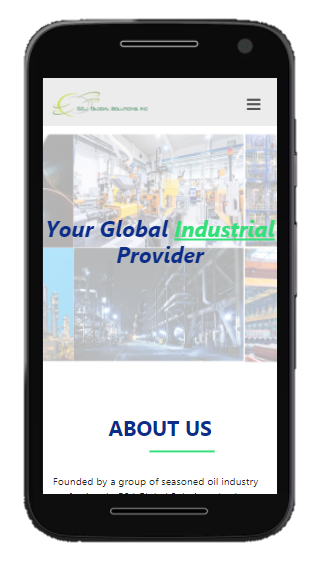 Your Global Industrial
Provider
ABOUT US
Founded by a group of seasoned oil industry